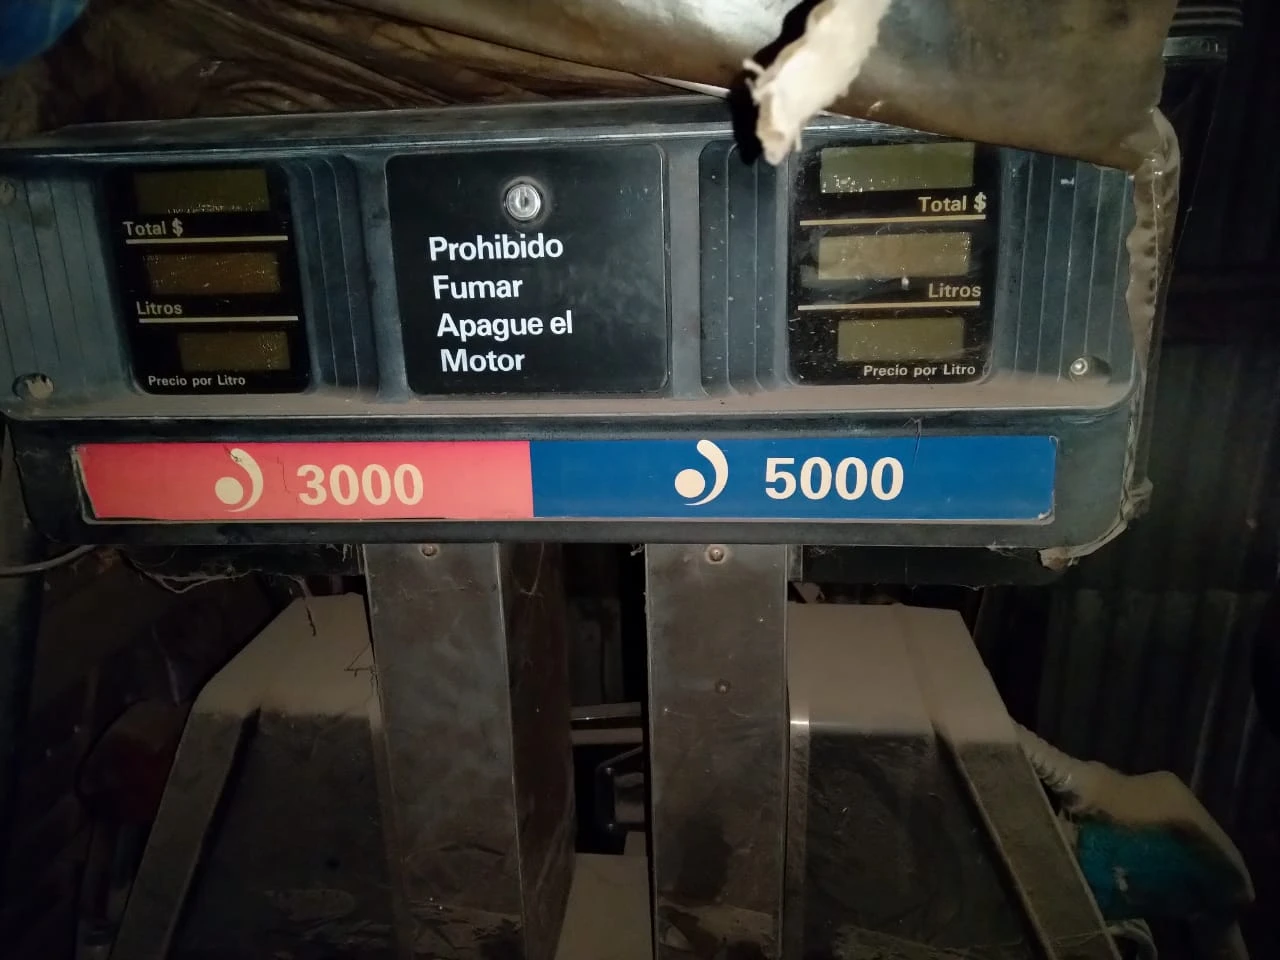 Total $
Litros
Precio por Litro
Prohibido
Fumar
Apague el
Motor
Total $
Litros
Precio por Litro
3000
5000